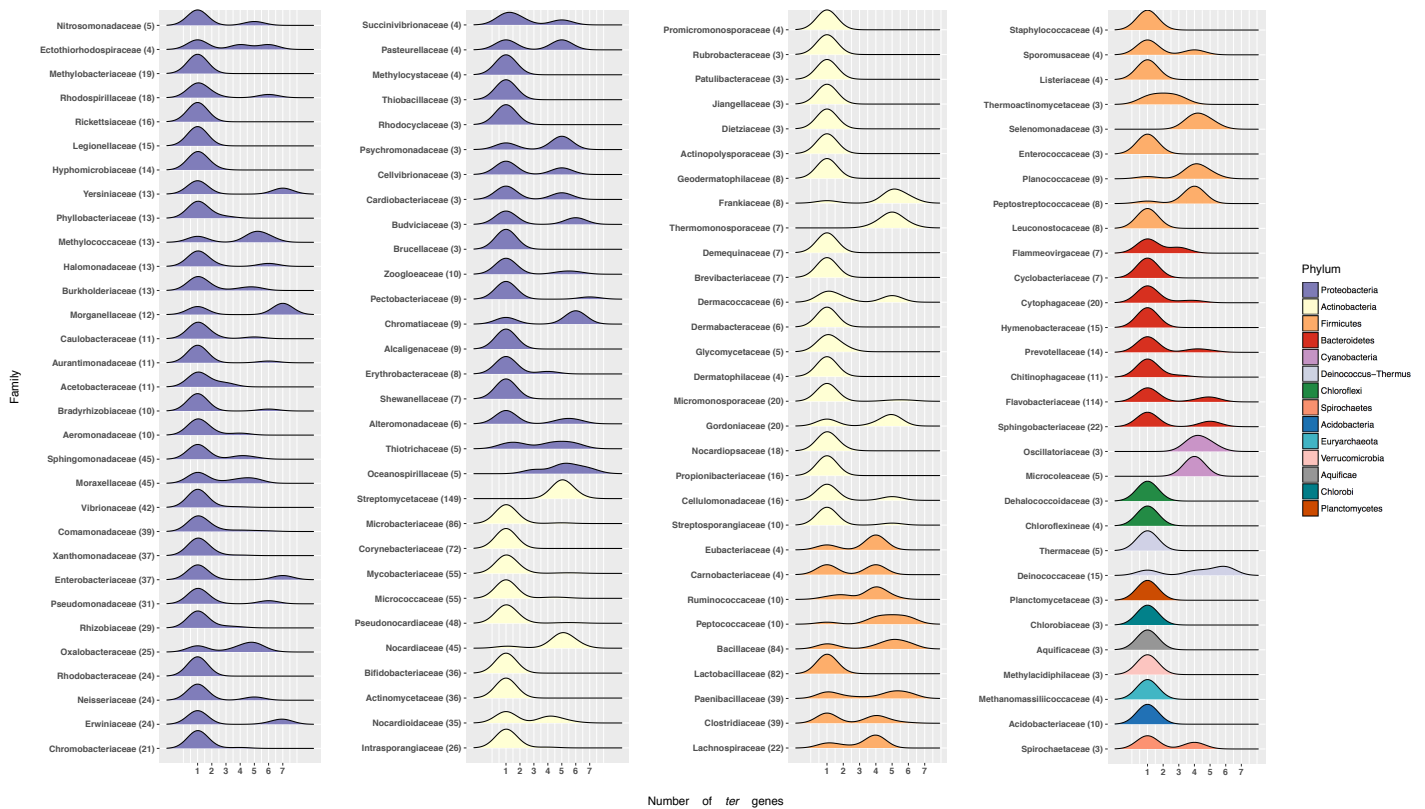 Family
Nitrosomonadaceae (5)
Ectothiorhodospiraceae (4)
Methylobacteriaceae (19)
Rhodospirillaceae (18)
Rickettsiaceae (16)
Legionellaceae (15)
Hyphomicrobiaceae (14)
Yersiniaceae (13)
Phyllobacteriaceae (13)
Methylococcaceae (13)
Halomonadaceae (13)
Burkholderiaceae (13)
Morganellaceae (12)
Caulobacteraceae (11)
Aurantimonadaceae (11)
Acetobacteraceae (11)
Bradyrhizobiaceae (10)
Aeromonadaceae (10)
Sphingomonadaceae (45)
Moraxellaceae (45)
Vibrionaceae (42)
Comamonadaceae (39)
Xanthomonadaceae (37)
Enterobacteriaceae (37)
Pseudomonadaceae (31)
Rhizobiaceae (29)
Oxalobacteraceae (25)
Rhodobacteraceae (24)
Neisseriaceae (24)
Erwiniaceae (24)
Chromobacteriaceae (21)
1 2 3 4 5 6 7
Succinivibrionaceae (4)
Pasteurellaceae (4)
Methylocystaceae (4)
Thiobacillaceae (3)
Rhodocyclaceae (3)
Psychromonadaceae (3)
Cellvibrionaceae (3)
Cardiobacteriaceae (3)
Budviciaceae (3)
Brucellaceae (3)
Zoogloeaceae (10)
Pectobacteriaceae (9)
Chromatiaceae (9)
Alcaligenaceae (9)
Erythrobacteraceae (8)
Shewanellaceae (7)
Alteromonadaceae (6)
Thiotrichaceae (5)
Oceanospirillaceae (5)
Streptomycetaceae (149)
Microbacteriaceae (86)
Corynebacteriaceae (72)
Mycobacteriaceae (55)
Micrococcaceae (55)
Pseudonocardiaceae (48)
Nocardiaceae (45)
Bifidobacteriaceae (36)
Actinomycetaceae (36)
Nocardioidaceae (35)
Intrasporangiaceae (26)
1 2 3 4 5 6 7
Promicromonosporaceae (4)
Rubrobacteraceae (3)
Patulibacteraceae (3)
Jiangellaceae (3)
Dietziaceae (3)
Actinopolysporaceae (3)
Geodermatophilaceae (8)
Frankiaceae (8)
Thermomonosporaceae (7)
Demequinaceae (7)
Brevibacteriaceae (7)
Dermacoccaceae (6)
Dermabacteraceae (6)
Glycomycetaceae (5)
Dermatophilaceae (4)
Micromonosporaceae (20)
Gordoniaceae (20)
Nocardiopsaceae (18)
Propionibacteriaceae (16)
Cellulomonadaceae (16)
Streptosporangiaceae (10)
Eubacteriaceae (4)
Carnobacteriaceae (4)
Ruminococcaceae (10)
Peptococcaceae (10)
Bacillaceae (84)
Lactobacillaceae (82)
Paenibacillaceae (39)
Clostridiaceae (39)
Lachnospiraceae (22)
1 2 3 4 5 6 7
Staphylococcaceae (4)
Sporomusaceae (4)
Listeriaceae (4)
Thermoactinomycetaceae (3)
Selenomonadaceae (3)
Enterococcaceae (3)
Planococcaceae (9)
Peptostreptococcaceae (8)
Leuconostocaceae (8)
Flammeovirgaceae (7)
Cyclobacteriaceae (7)
Cytophagaceae (20)
Hymenobacteraceae (15)
Prevotellaceae (14)
Chitinophagaceae (11)
Flavobacteriaceae (114)
Sphingobacteriaceae (22)
Oscillatoriaceae (3)
Microcoleaceae (5)
Dehalococcoidaceae (3)
Chloroflexineae (4)
Thermaceae (5)
Deinococcaceae (15)
Planctomycetaceae (3)
Chlorobiaceae (3)
Aquificaceae (3)
Methylacidiphilaceae (3)
Methanomassiliicoccaceae (4)
Acidobacteriaceae (10)
Spirochaetaceae (3)
1 2 3 4 5 6 7
Number of ter genes
Phylum
Proteobacteria
Actinobacteria
Firmicutes
Bacteroidetes
Cyanobacteria
Deinococcus−Thermus
Chloroflexi
Spirochaetes
Acidobacteria
Euryarchaeota
Verrucomicrobia
Aquificae
Chlorobi
Planctomycetes